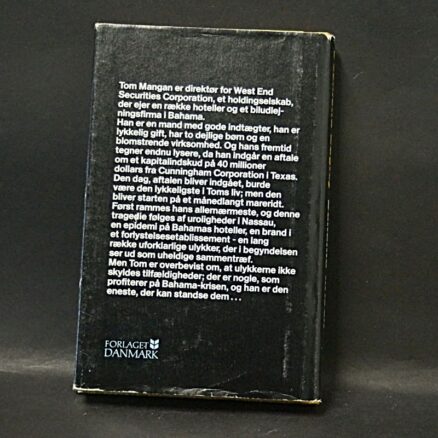 Tom Mangan er direktør for West End
Securities Corporation, et holdingselskab,
der ejer en række hoteller og et biludlej-
ningsfirma i Bahama.
Han er en mand med gode indtægter, han er
lykkelig gift, har to dejlige børn og en
blomstrende virksomhed. Og hans fremtid
tegner endnu lysere, da han indgår en aftale
om et kapitalindskud på 40 millioner
dollars fra Cunningham Corporation i Texas.
Den dag, aftalen bliver indgået, burde
være den lykkeligste i Toms liv; men den
bliver starten på et månedlangt mareridt.
Først rammes hans allernærmeste, og denne
tragedie følges af uroligheder i Nassau,
en epidemi på Bahamas hoteller, en brand i
et forlystelsesetablissement - en lang
række uforklarlige ulykker, der i begyndelsen
ser ud som uheldige sammentræf.
Men Tom er overbevist om, at ulykkerne ikke
skyldes tilfældigheder; der er nogle, som
profiterer på Bahama-krisen, og han er den
eneste, der kan standse dem ...
FORLAGET
DANMARK